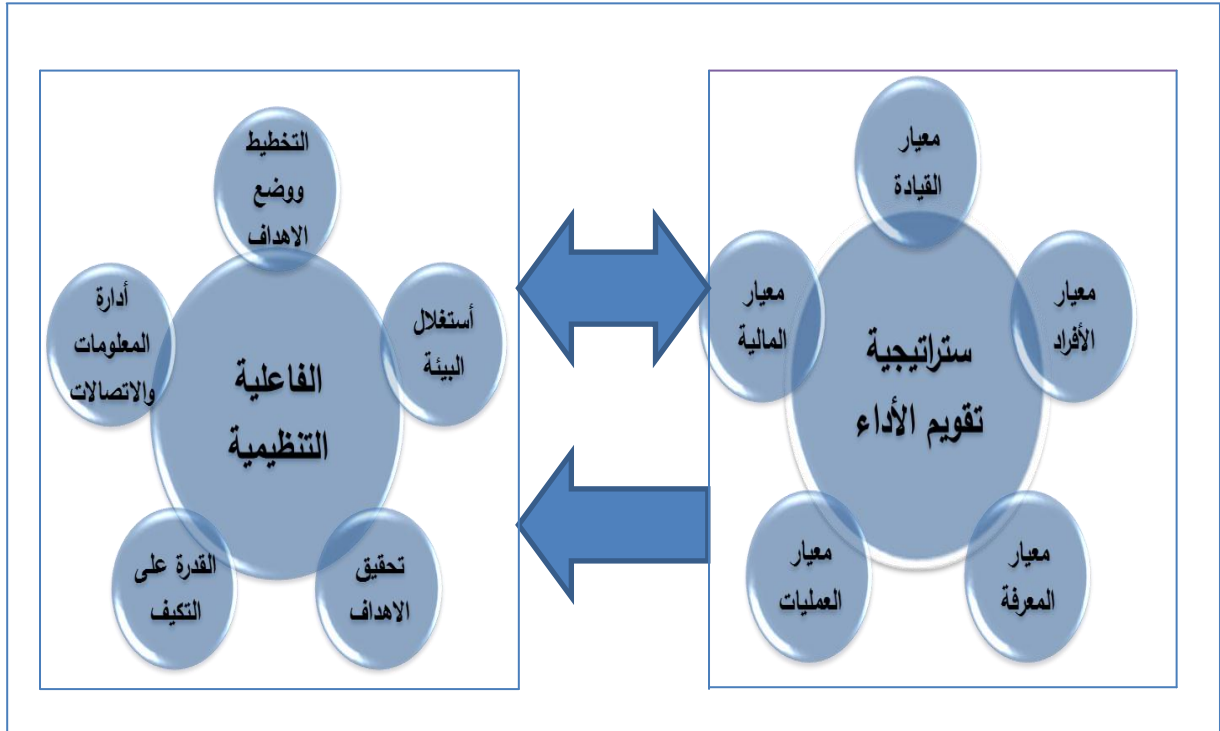 معيار
القيادة
معيار
الأفراد
معيار
المالية
ستراتيجية
تقويم الأداء
معيار
المعرفة
معيار
العمليات
التخطيط
ووضع
الاهداف
أستغلال
البيئة
أدارة
المعلومات
والاتصالات
الفاعلية
التنظيمية
تحقيق
الاهداف
القدرة على
التكيف